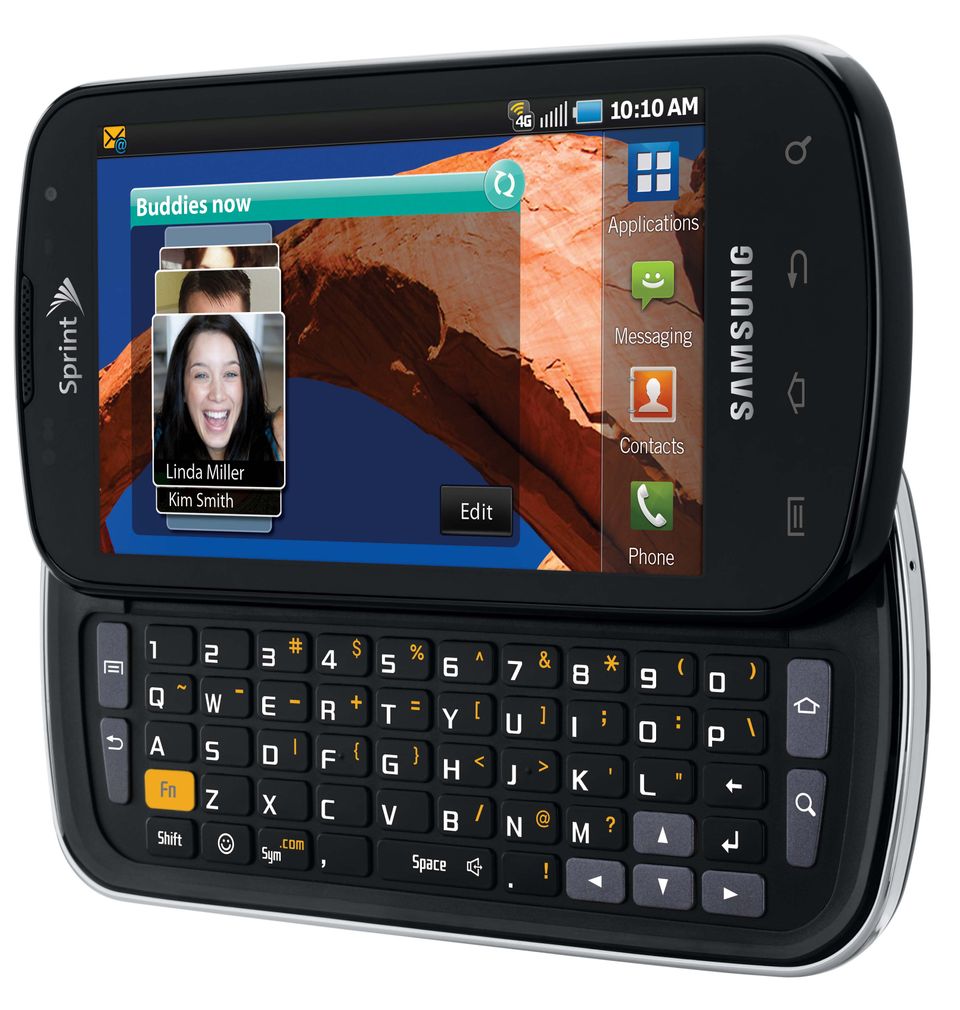 4G 10:10 AM
Buddies now
Linda Miller
Kim Smith
Edit
Applications
Messaging
Contacts
Phone
Sprint
SAMSUNG
1 2 3 # 4 $ 5 % 6 ^ 7 & 8 * 9 ( 0 )
Q ~ W - E – R + T = Y [ U ] I ; O : P \
A S D | F { G } H < J > K ' L "
Fn Z X C V B / N @ M ?
Shift Sym .com , Space . !